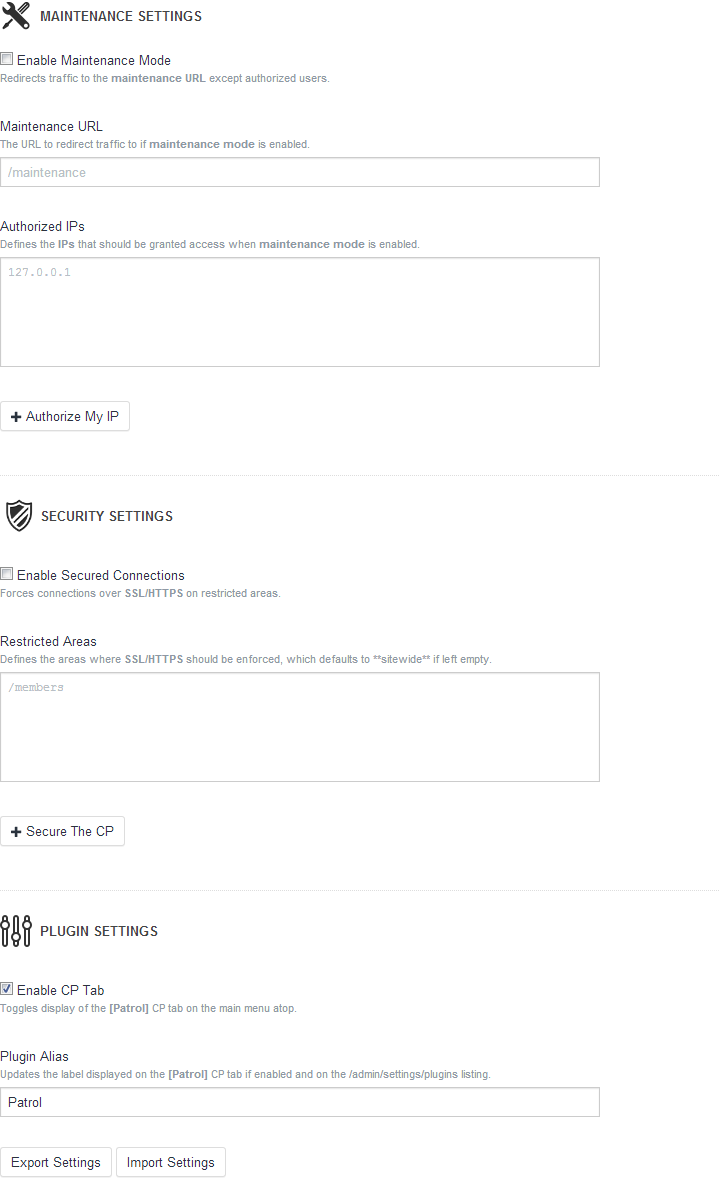 MAINTENANCE SETTINGS
Enable Maintenance Mode
Redirects traffic to the maintenance URL except authorized users.
Maintenance URL
The URL to redirect traffic to if maintenance mode is enabled.
/maintenance
Authorized IPs
Defines the IPs that should be granted access when maintenance mode is enabled.
127.0.0.1
Authorize My IP
SECURITY SETTINGS
Enable Secured Connections
Forces connections over SSL/HTTPS on restricted areas.
Restricted Areas
Defines the areas where SSL/HTTPS should be enforced, which defaults to **sitewide** if left empty.
/members
Secure The CP
PLUGIN SETTINGS
Enable CP Tab
Toggles display of the [Patrol] CP tab on the main menu atop.
Plugin Alias
Updates the label displayed on the [Patrol] CP tab if enabled and on the /admin/settings/plugins listing.
Patrol
Export Settings Import Settings